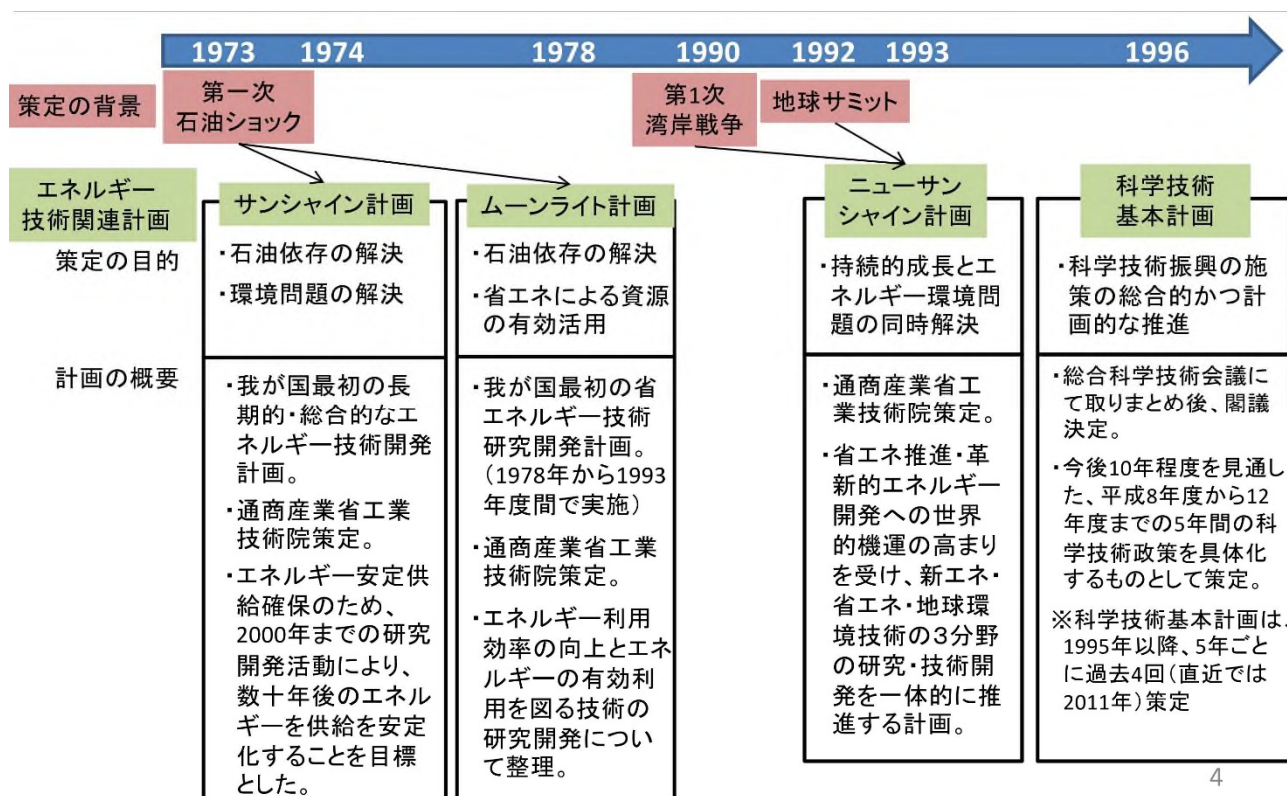 1973 1974 1978 1990 1992 1993 1996
策定の背景
第一次
石油ショック
第1次
湾岸戦争
地球サミット
エネルギー
技術関連計画
策定の目的
計画の概要
サンシャイン計画
・石油依存の解決
・環境問題の解決
・我が国最初の長
期的・総合的なエ
ネルギー技術開発
計画。
・通商産業省工業
技術院策定。
・エネルギー安定供
給確保のため、
2000年までの研究
開発活動により、
数十年後のエネル
ギーを供給を安定
化することを目標
とした。
ムーンライト計画
・石油依存の解決
・省エネによる資源
の有効活用
・我が国最初の省
エネルギー技術
研究開発計画。
（1978年から1993
年度間で実施）
・通商産業省工業
技術院策定。
・エネルギー利用
効率の向上とエネ
ルギーの有効利
用を図る技術の
研究開発につい
て整理。
ニューサン
シャイン計画
・持続的成長とエ
ネルギー環境問
題の同時解決
・通商産業省工
業技術院策定。
・省エネ推進・革
新的エネルギー
開発への世界
的機運の高まり
を受け、新エネ・
省エネ・地球環
境技術の３分野
の研究・技術開
発を一体的に推
進する計画。
科学技術
基本計画
・科学技術振興の施
策の総合的かつ計
画的な推進
・総合科学技術会議に
て取りまとめ後、閣議
決定。
・今後10年程度を見通し
た、平成8年度から12
年度までの5年間の科
学技術政策を具体化
するものとして策定。
※科学技術基本計画は、
1995年以降、5年ごと
に過去4回（直近では
2011年）策定
4